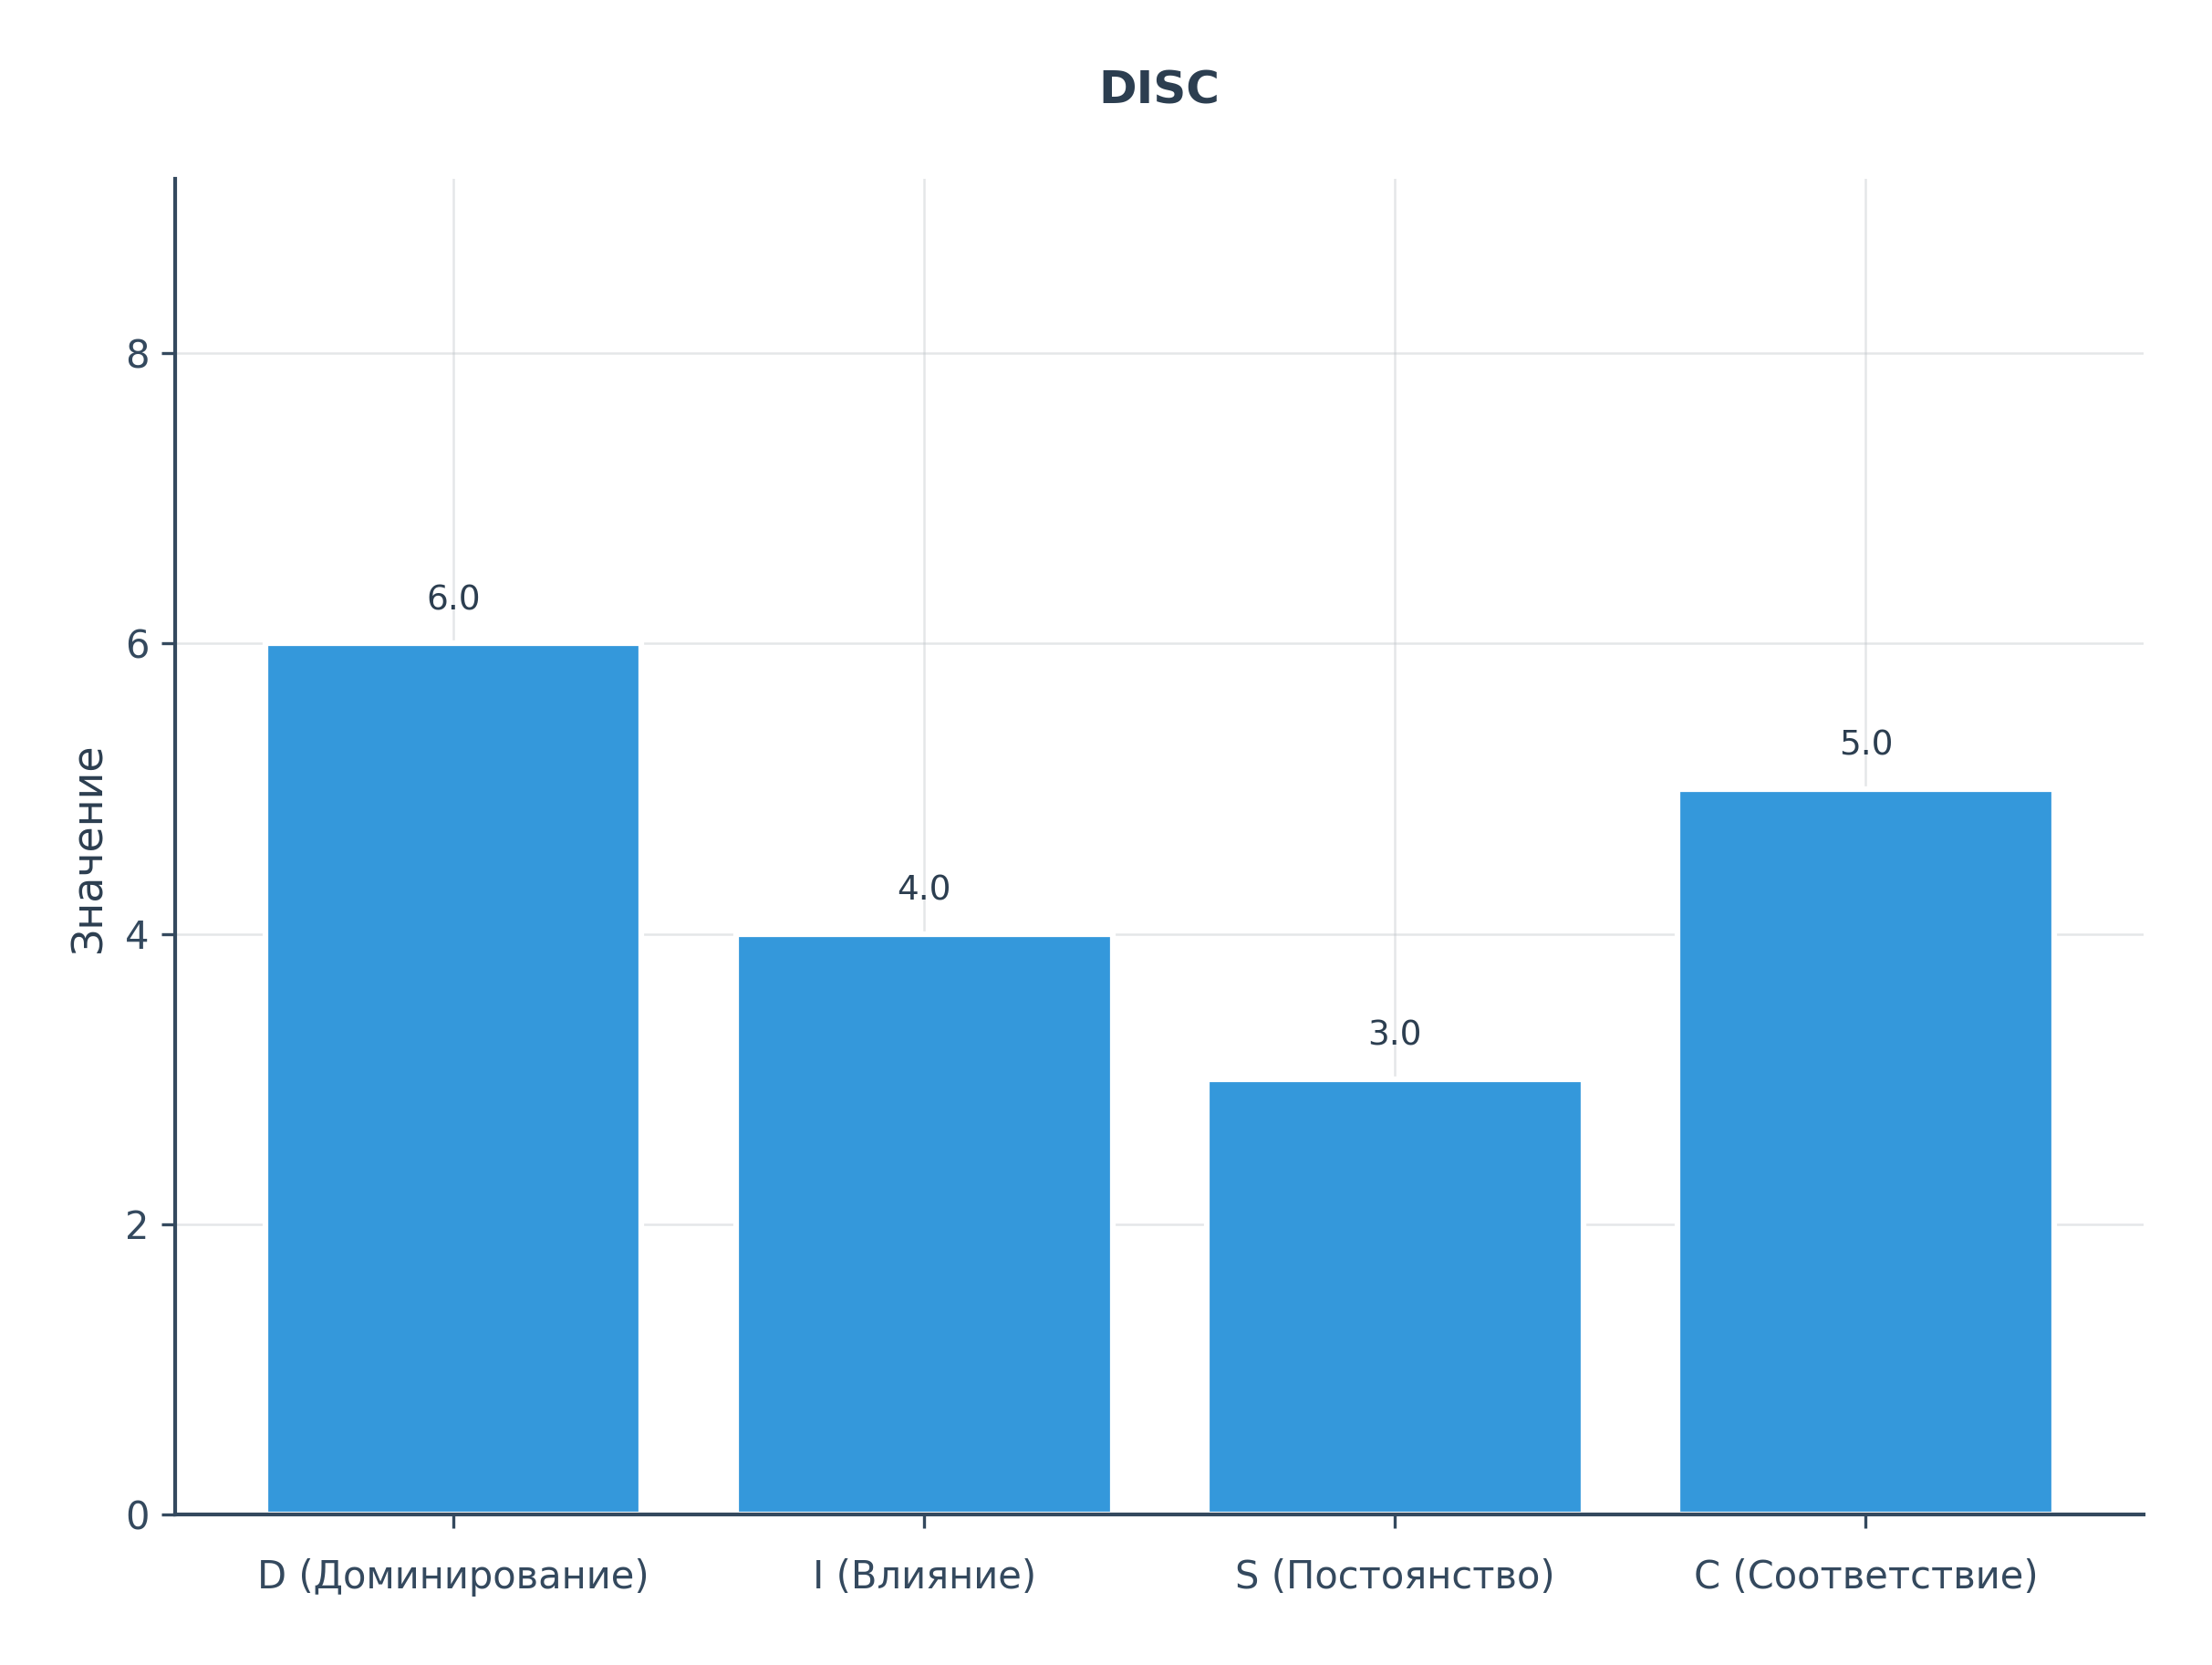 DISC
Значение
8
6
4
2
0
6.0
4.0
3.0
5.0
D (Доминирование)
I (Влияние)
S (Постоянство)
C (Соответствие)